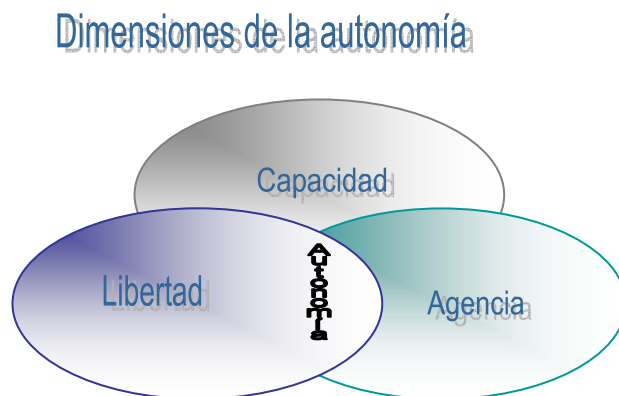 Dimensiones de la autonomía
Capacidad
Libertad
Autonomía
Agencia